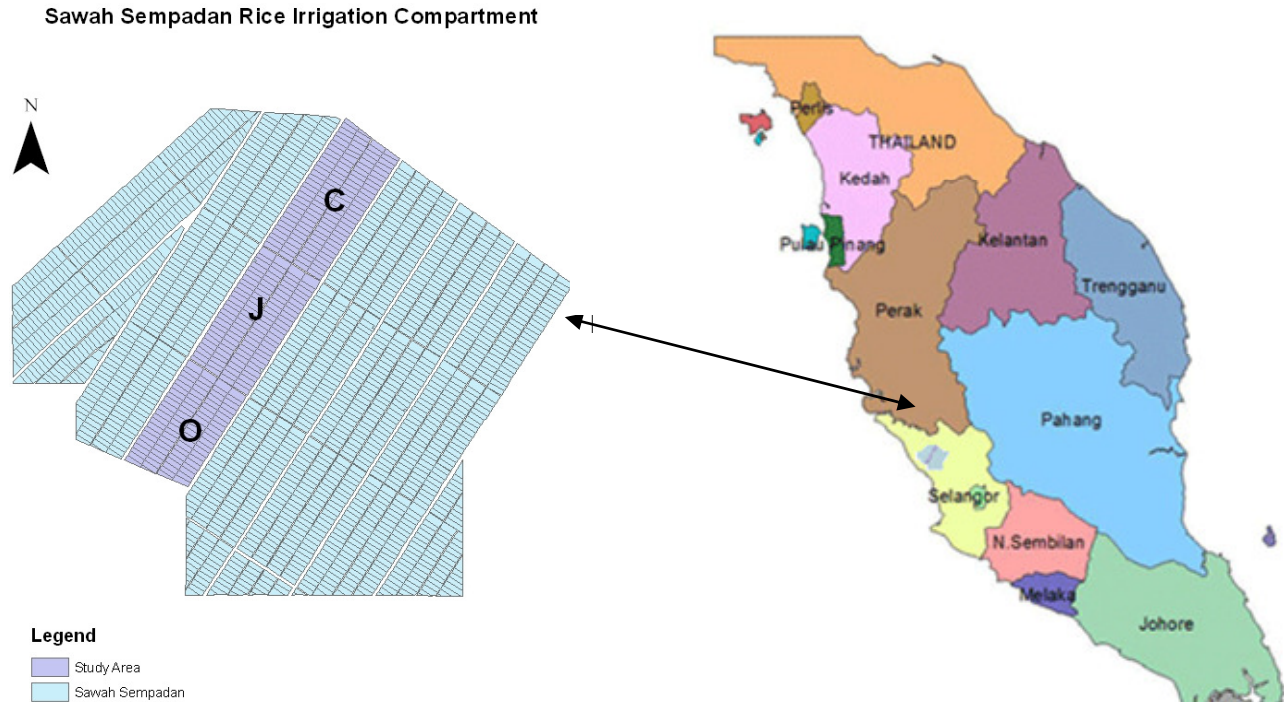 Sawah Sempadan Rice Irrigation Compartment
N
C
J
O
Legend
Study Area
Sawah Sempadan
Perlis
THAILAND
Kedah
Pulau Pinang
Kelantan
Trengganu
Perak
Pahang
Selangor
N.Sembilan
Melaka
Johore